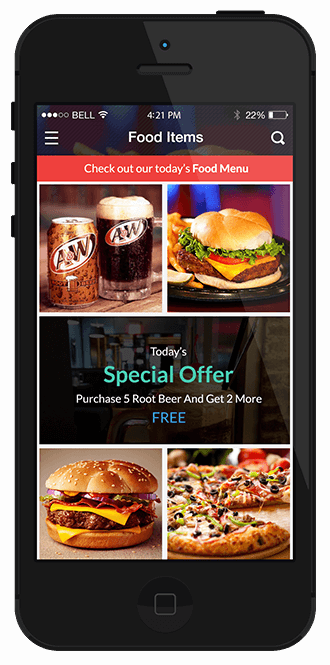 BELL 4:21 PM 22%
Food Items
Check out our today's Food Menu
A&W A&W
Today's
Special Offer
Purchase 5 Root Beer And Get 2 More
FREE